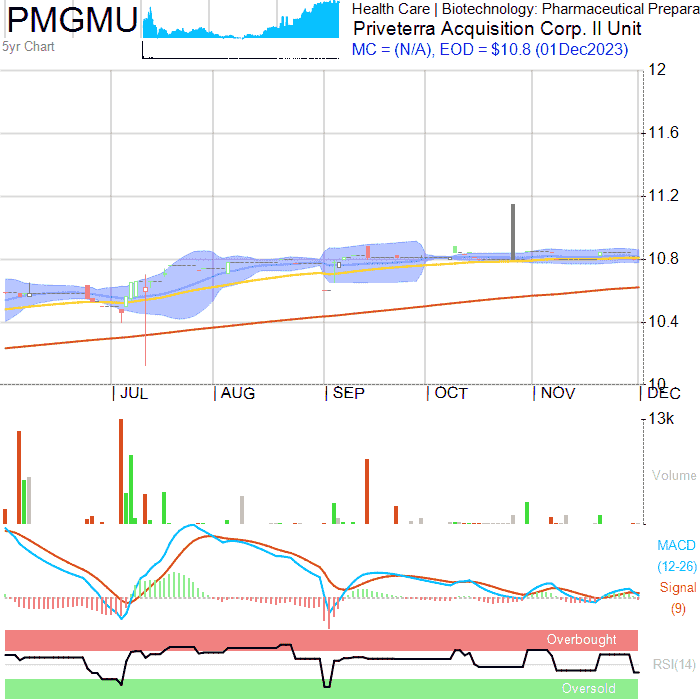 PMGMU
Health Care | Biotechnology: Pharmaceutical Prepara
Priveterra Acquisition Corp. II Unit
MC = (N/A), EOD = $10.8 (01Dec2023)
5yr Chart
12
11.6
11.2
10.8
10.4
10
JUL AUG SEP OCT NOV DEC
13k
Volume
MACD
(12-26)
Signal
(9)
Overbought
RSI(14)
Oversold